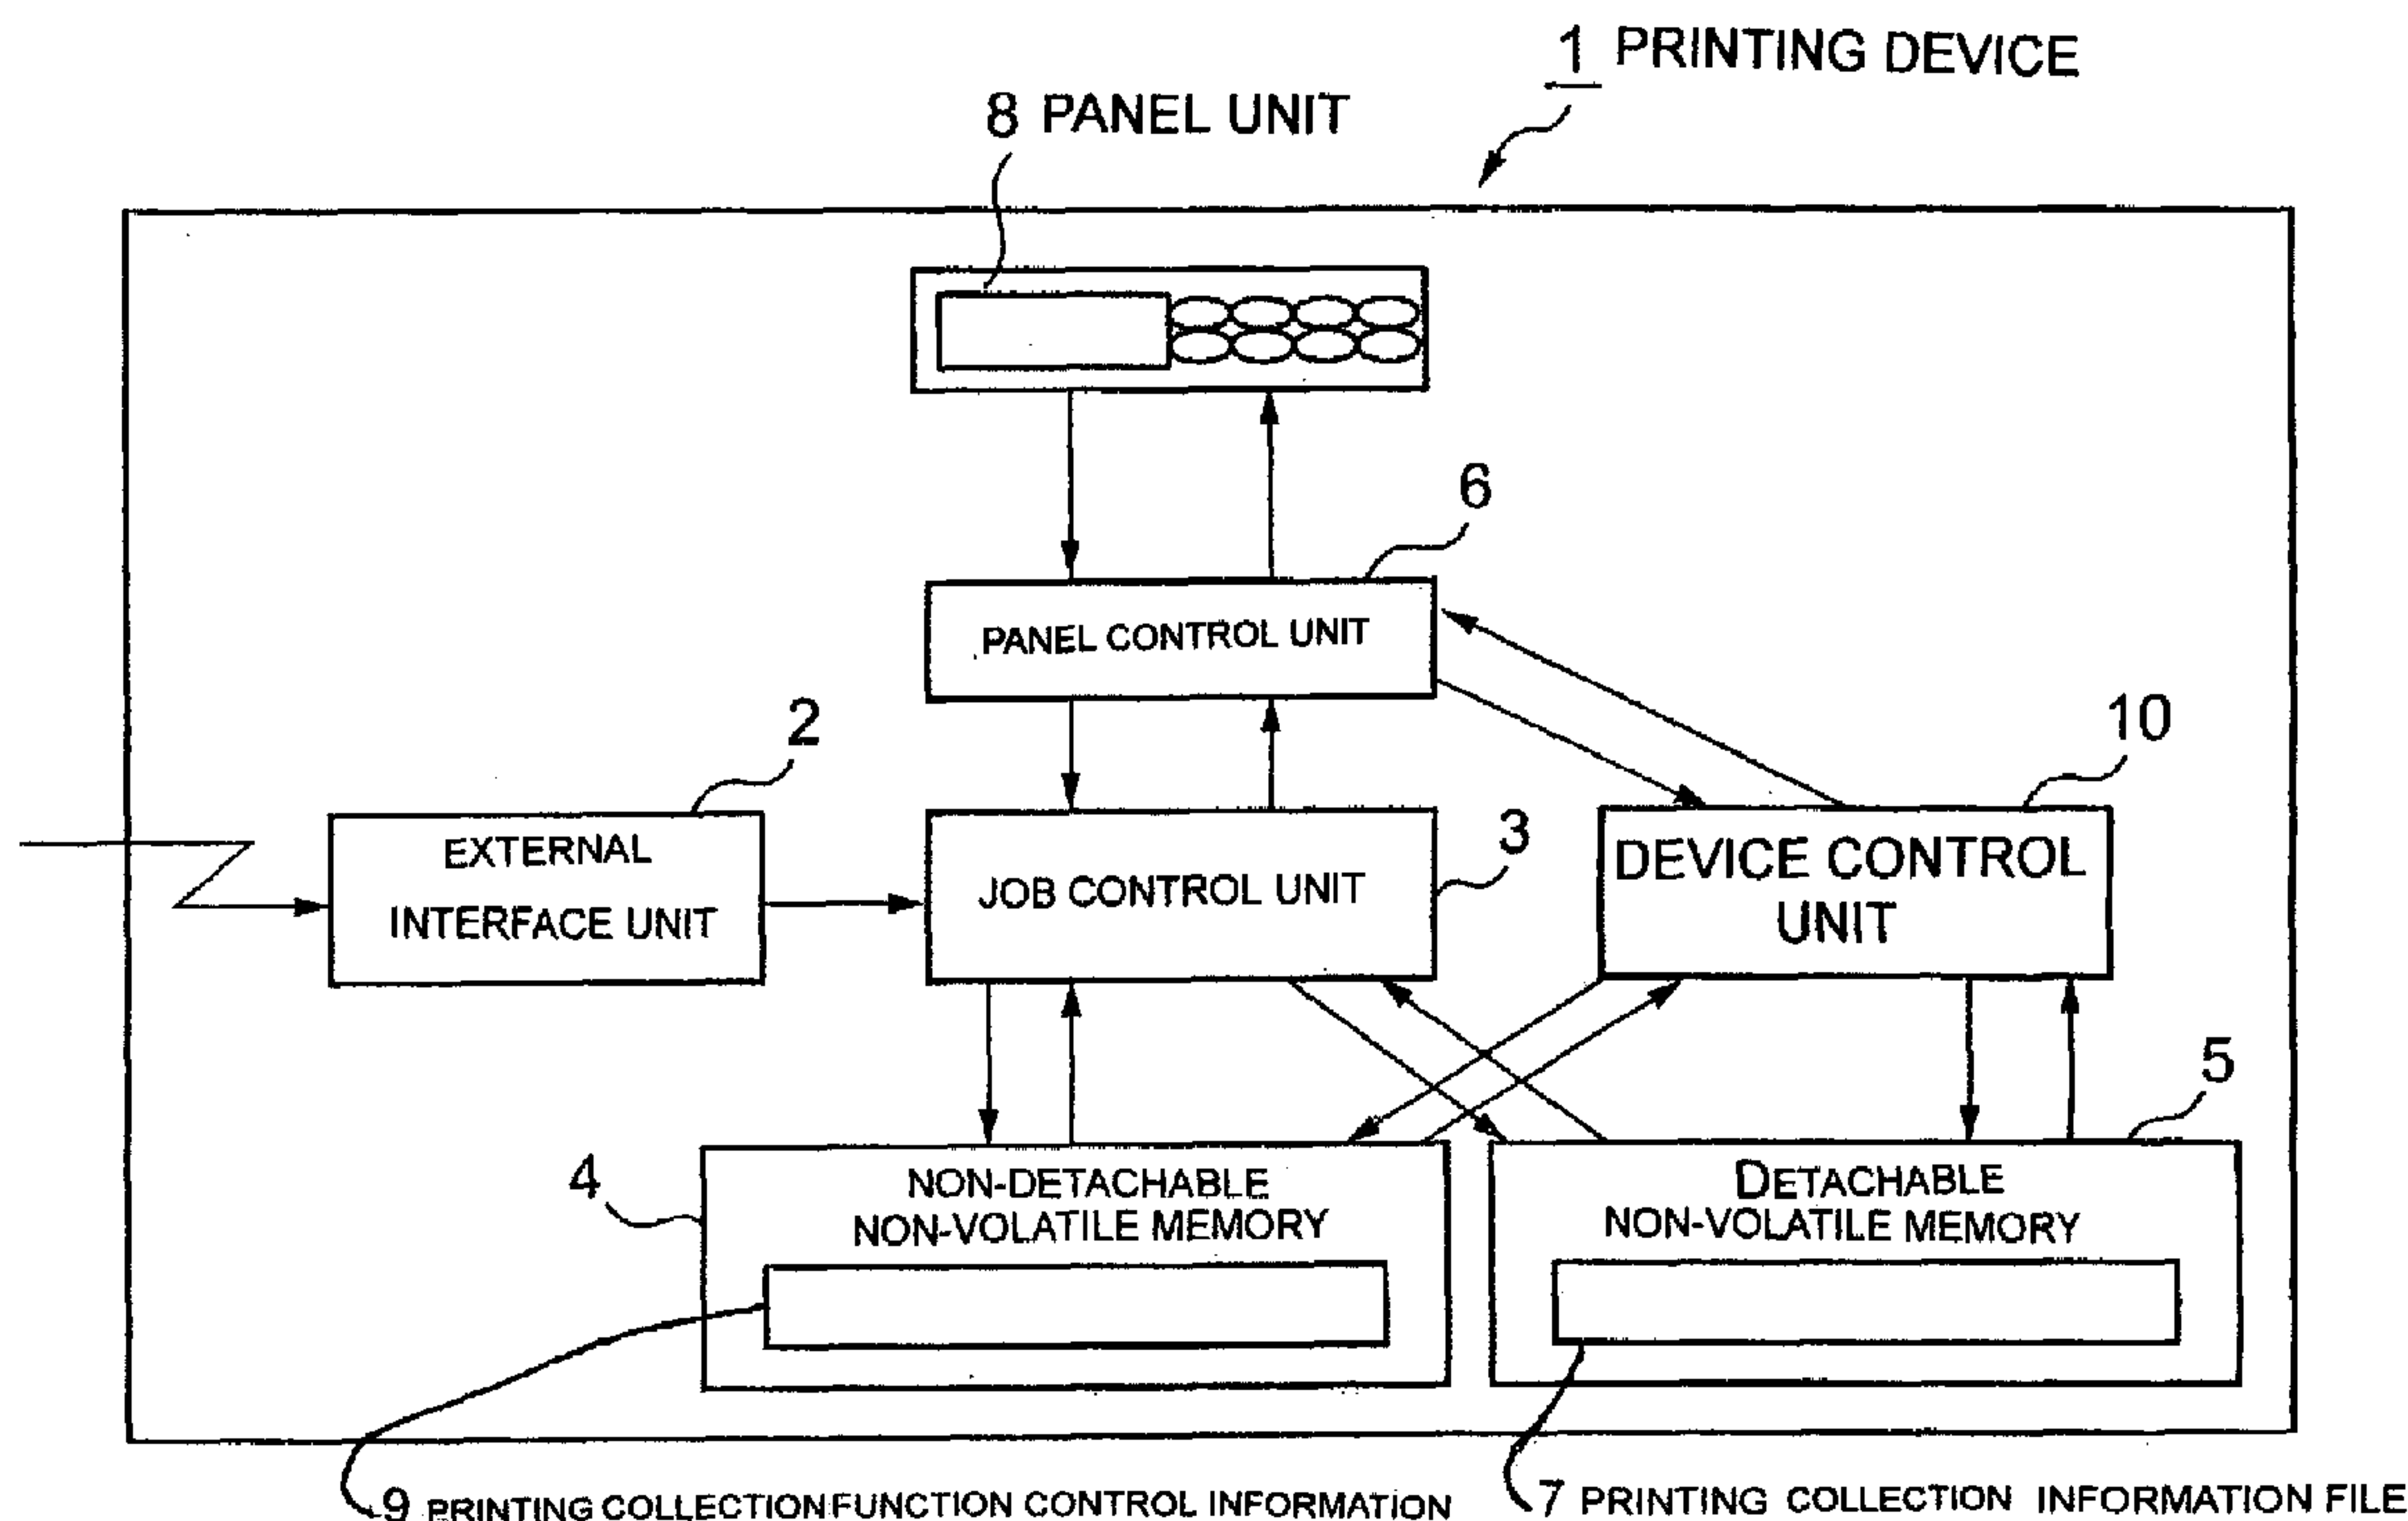 1 PRINTING DEVICE
8 PANEL UNIT
6
PANEL CONTROL UNIT
2
10
EXTERNAL
INTERFACE UNIT
JOB CONTROL UNIT
3
DEVICE CONTROL
UNIT
5
4
NON-DETACHABLE
NON-VOLATILE MEMORY
DETACHABLE
NON-VOLATILE MEMORY
9 PRINTING COLLECTION FUNCTION CONTROL INFORMATION
7 PRINTING COLLECTION INFORMATION FILE